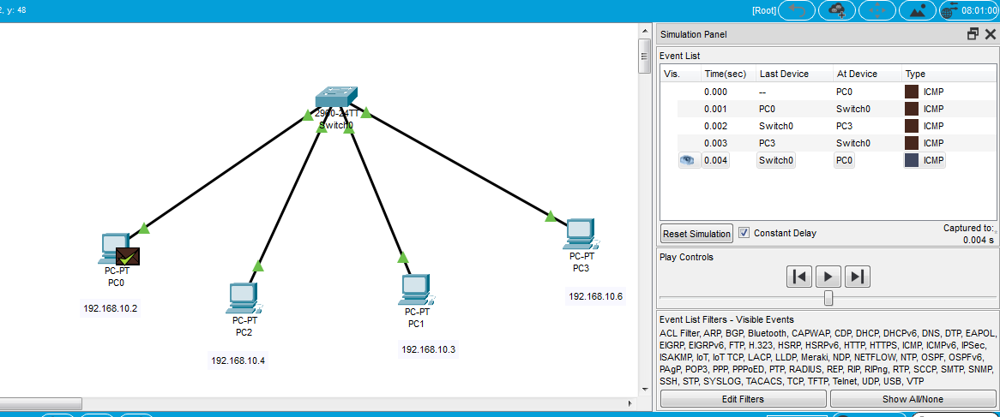 2, y: 48
[Root]
08:01:00
2960-24TT
Switch0
PC-PT
PC0
192.168.10.2
PC-PT
PC2
192.168.10.4
PC-PT
PC1
192.168.10.3
PC-PT
PC3
192.168.10.6
Simulation Panel
Event List
Vis. Time(sec) Last Device At Device Type
0.000 -- PC0 ICMP
0.001 PC0 Switch0 ICMP
0.002 Switch0 PC3 ICMP
0.003 PC3 Switch0 ICMP
0.004 Switch0 PC0 ICMP
Reset Simulation Constant Delay Captured to:
0.004 s
Play Controls
Event List Filters - Visible Events
ACL Filter, ARP, BGP, Bluetooth, CAPWAP, CDP, DHCP, DHCPv6, DNS, DTP, EAPOL,
EIGRP, EIGRPv6, FTP, H.323, HSRP, HSRPv6, HTTP, HTTPS, ICMP, ICMPv6, IPSec,
ISAKMP, IoT, IoT TCP, LACP, LLDP, Meraki, NDP, NETFLOW, NTP, OSPF, OSPFv6,
PAgP, POP3, PPP, PPPoED, PTP, RADIUS, REP, RIP, RIPng, RTP, SCCP, SMTP, SNMP,
SSH, STP, SYSLOG, TACACS, TCP, TFTP, Telnet, UDP, USB, VTP
Edit Filters Show All/None